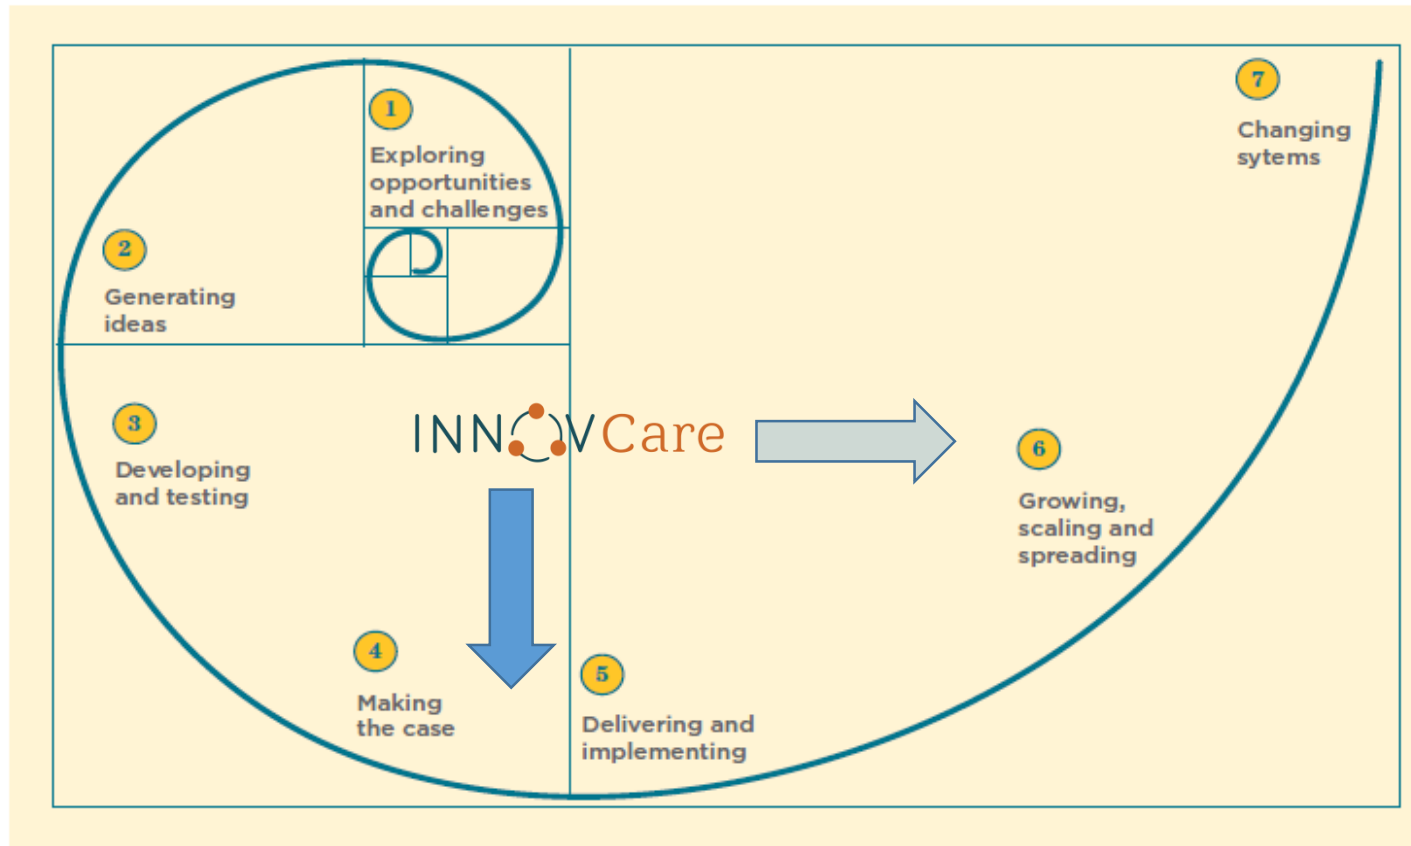 1
Exploring
opportunities
and challenges
2
Generating
ideas
3
Developing
and testing
4
Making
the case
5
Delivering and
implementing
6
Growing,
scaling and
spreading
7
Changing
sytems
INNOVCare